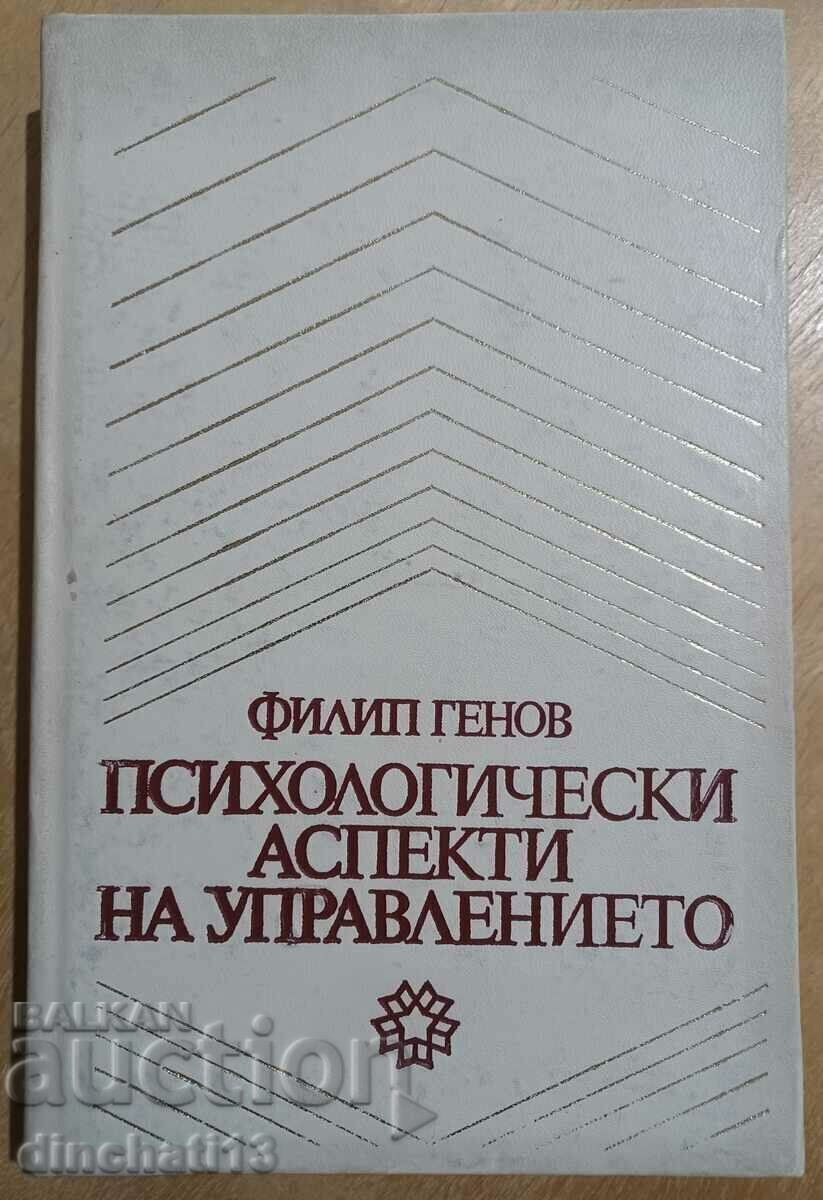 ФИЛИП ГЕНОВ
ПСИХОЛОГИЧЕСКИ
АСПЕКТИ
НА УПРАВЛЕНИЕТО
BALKAN
auction
dinchati13